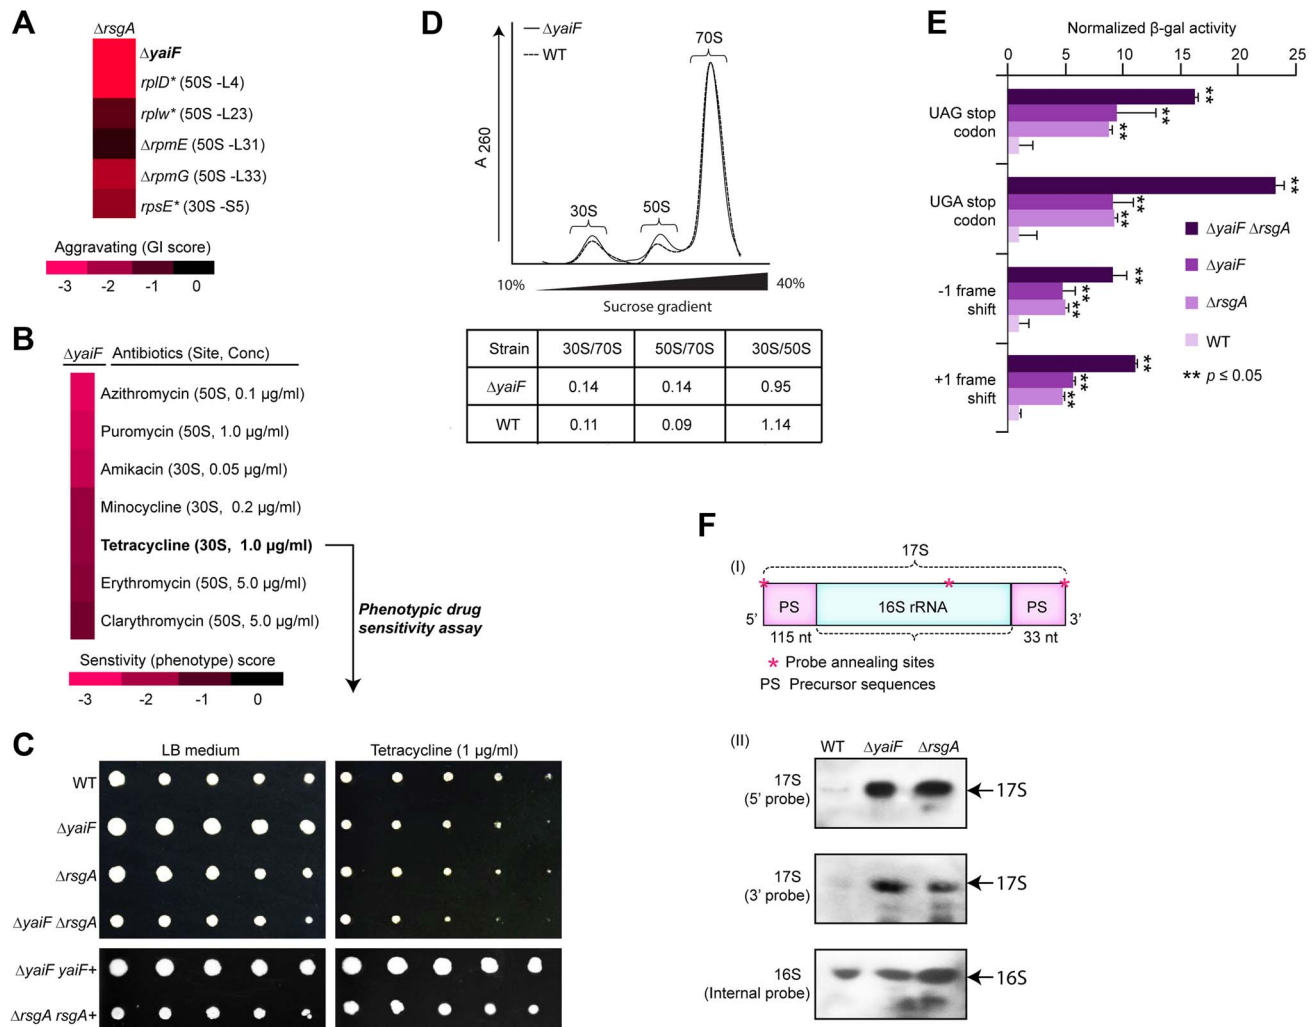 A
ΔrsgA
ΔyaiF
rplD* (50S -L4)
rplw* (50S -L23)
ΔrpmE (50S -L31)
ΔrpmG (50S -L33)
rpsE* (30S -S5)
Aggravating (GI score)
-3 -2 -1 0
B
ΔyaiF Antibiotics (Site, Conc)
Azithromycin (50S, 0.1 µg/ml)
Puromycin (50S, 1.0 µg/ml)
Amikacin (30S, 0.05 µg/ml)
Minocycline (30S, 0.2 µg/ml)
Tetracycline (30S, 1.0 µg/ml)
Erythromycin (50S, 5.0 µg/ml)
Clarythromycin (50S, 5.0 µg/ml)
Phenotypic drug
sensitivity assay
Senstivity (phenotype) score
-3 -2 -1 0
C
LB medium Tetracycline (1 µg/ml)
WT
ΔyaiF
ΔrsgA
ΔyaiF ΔrsgA
ΔyaiF yaiF+
ΔrsgA rsgA+
D
ΔyaiF
WT
A 260
30S
50S
70S
10% 40%
Sucrose gradient
Strain 30S/70S 50S/70S 30S/50S
ΔyaiF 0.14 0.14 0.95
WT 0.11 0.09 1.14
E
Normalized β-gal activity
0 5 10 15 20 25
UAG stop
codon
**
**
**
UGA stop
codon
**
**
**
-1 frame
shift
**
**
**
+1 frame
shift
**
**
**
ΔyaiF ΔrsgA
ΔyaiF
ΔrsgA
WT
** p ≤ 0.05
F
(I)
17S
* * *
PS 16S rRNA PS
5' 3'
115 nt 33 nt
* Probe annealing sites
PS Precursor sequences
(II)
WT ΔyaiF ΔrsgA
17S
(5' probe)
17S
17S
(3' probe)
17S
16S
(Internal probe)
16S